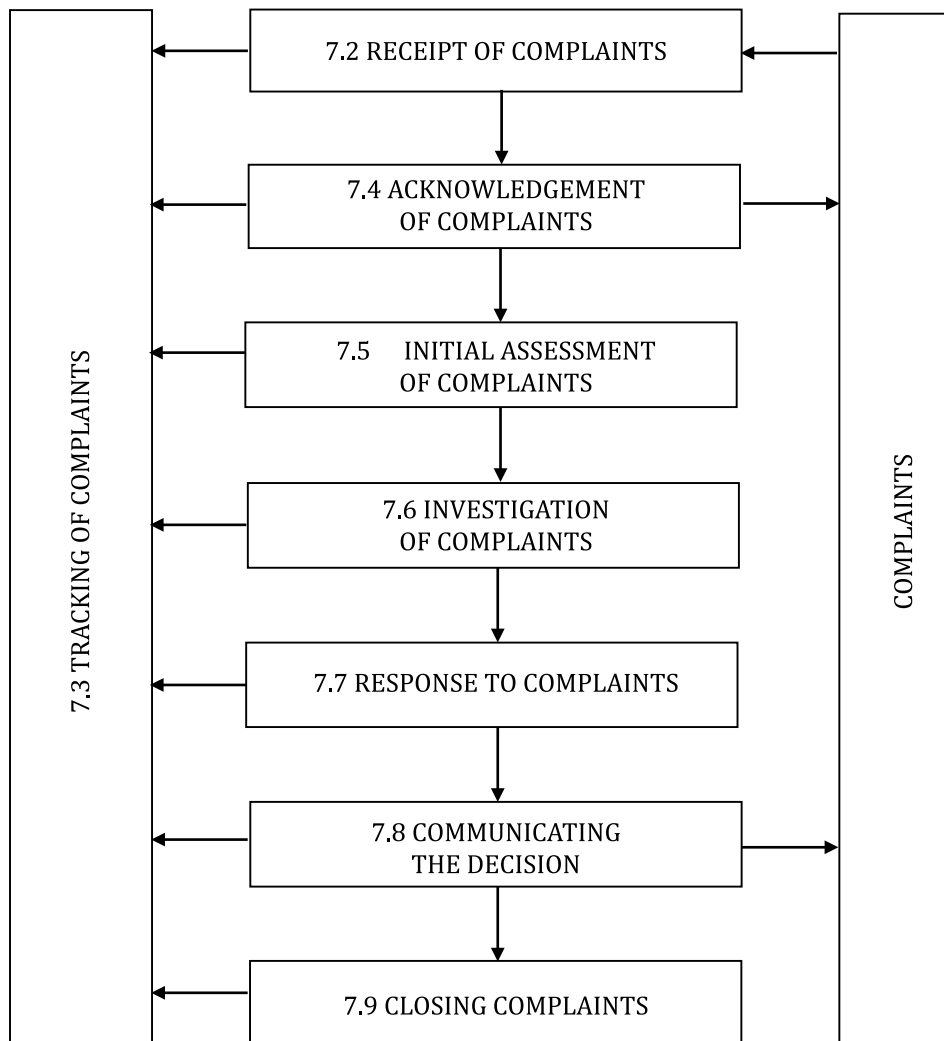 7.2 RECEIPT OF COMPLAINTS
7.4 ACKNOWLEDGEMENT
OF COMPLAINTS
7.5 INITIAL ASSESSMENT
OF COMPLAINTS
7.6 INVESTIGATION
OF COMPLAINTS
7.7 RESPONSE TO COMPLAINTS
7.8 COMMUNICATING
THE DECISION
7.9 CLOSING COMPLAINTS
7.3 TRACKING OF COMPLAINTS
COMPLAINTS